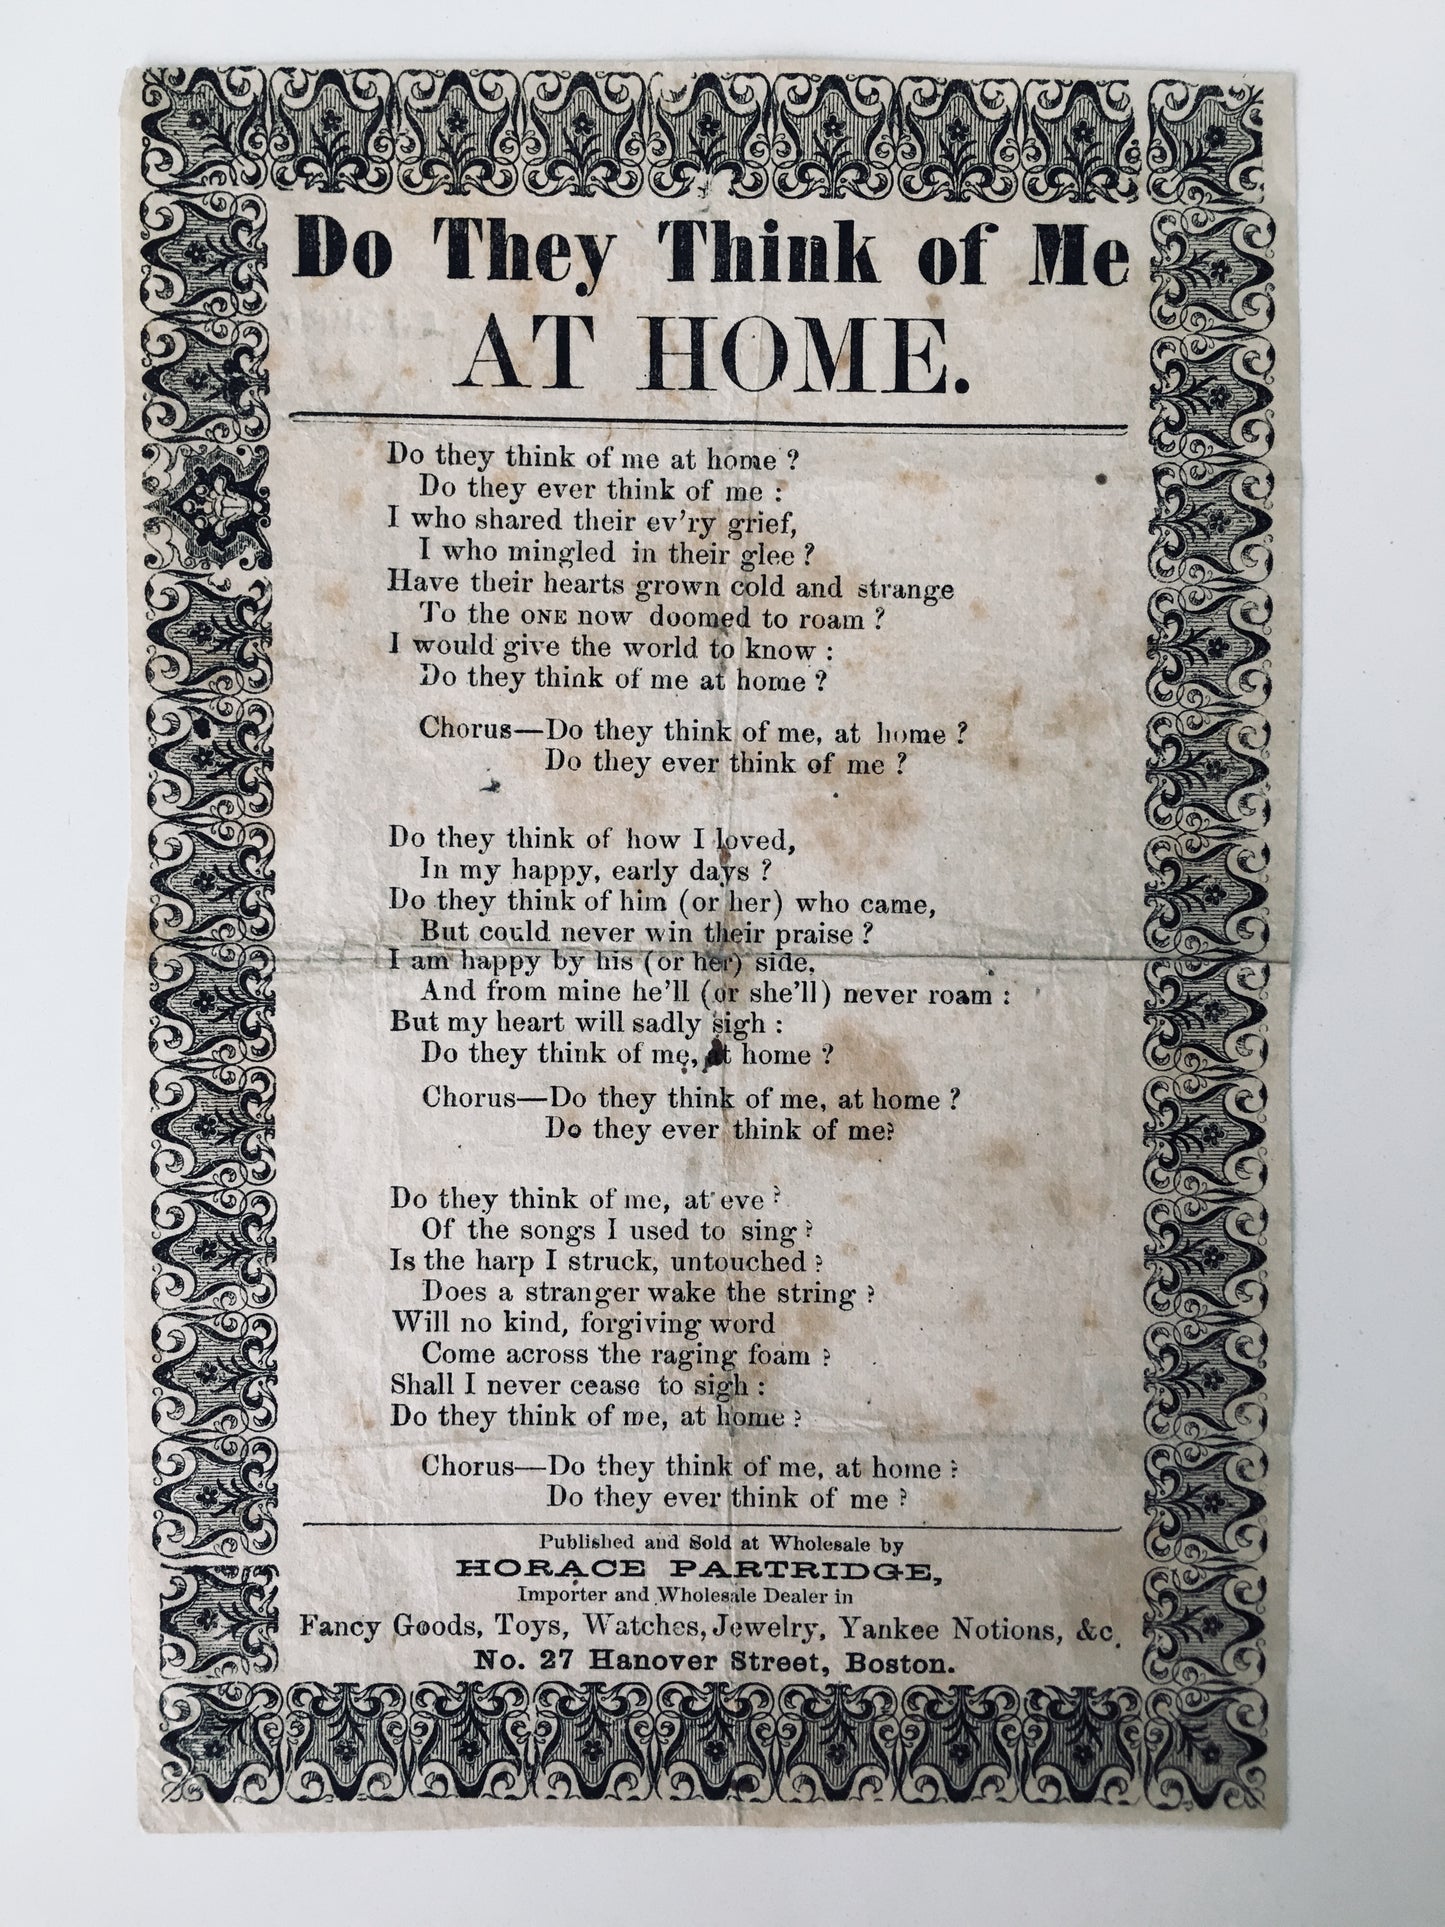 Do They Think of Me
AT HOME.
Do they think of me at home ?
Do they ever think of me :
I who shared their ev'ry grief,
I who mingled in their glee ?
Have their hearts grown cold and strange
To the ONE now doomed to roam ?
I would give the world to know :
Do they think of me at home ?
Chorus—Do they think of me, at home ?
Do they ever think of me ?
Do they think of how I loved,
In my happy, early days ?
Do they think of him (or her) who came,
But could never win their praise ?
I am happy by his (or her) side,
And from mine he'll (or she'll) never roam :
But my heart will sadly sigh :
Do they think of me, at home ?
Chorus—Do they think of me, at home ?
Do they ever think of me?
Do they think of me, at eve ?
Of the songs I used to sing ?
Is the harp I struck, untouched ?
Does a stranger wake the string ?
Will no kind, forgiving word
Come across the raging foam ?
Shall I never cease to sigh :
Do they think of me, at home ?
Chorus—Do they think of me, at home ?
Do they ever think of me ?
Published and Sold at Wholesale by
HORACE PARTRIDGE,
Importer and Wholesale Dealer in
Fancy Goods, Toys, Watches, Jewelry, Yankee Notions, &c.
No. 27 Hanover Street, Boston.